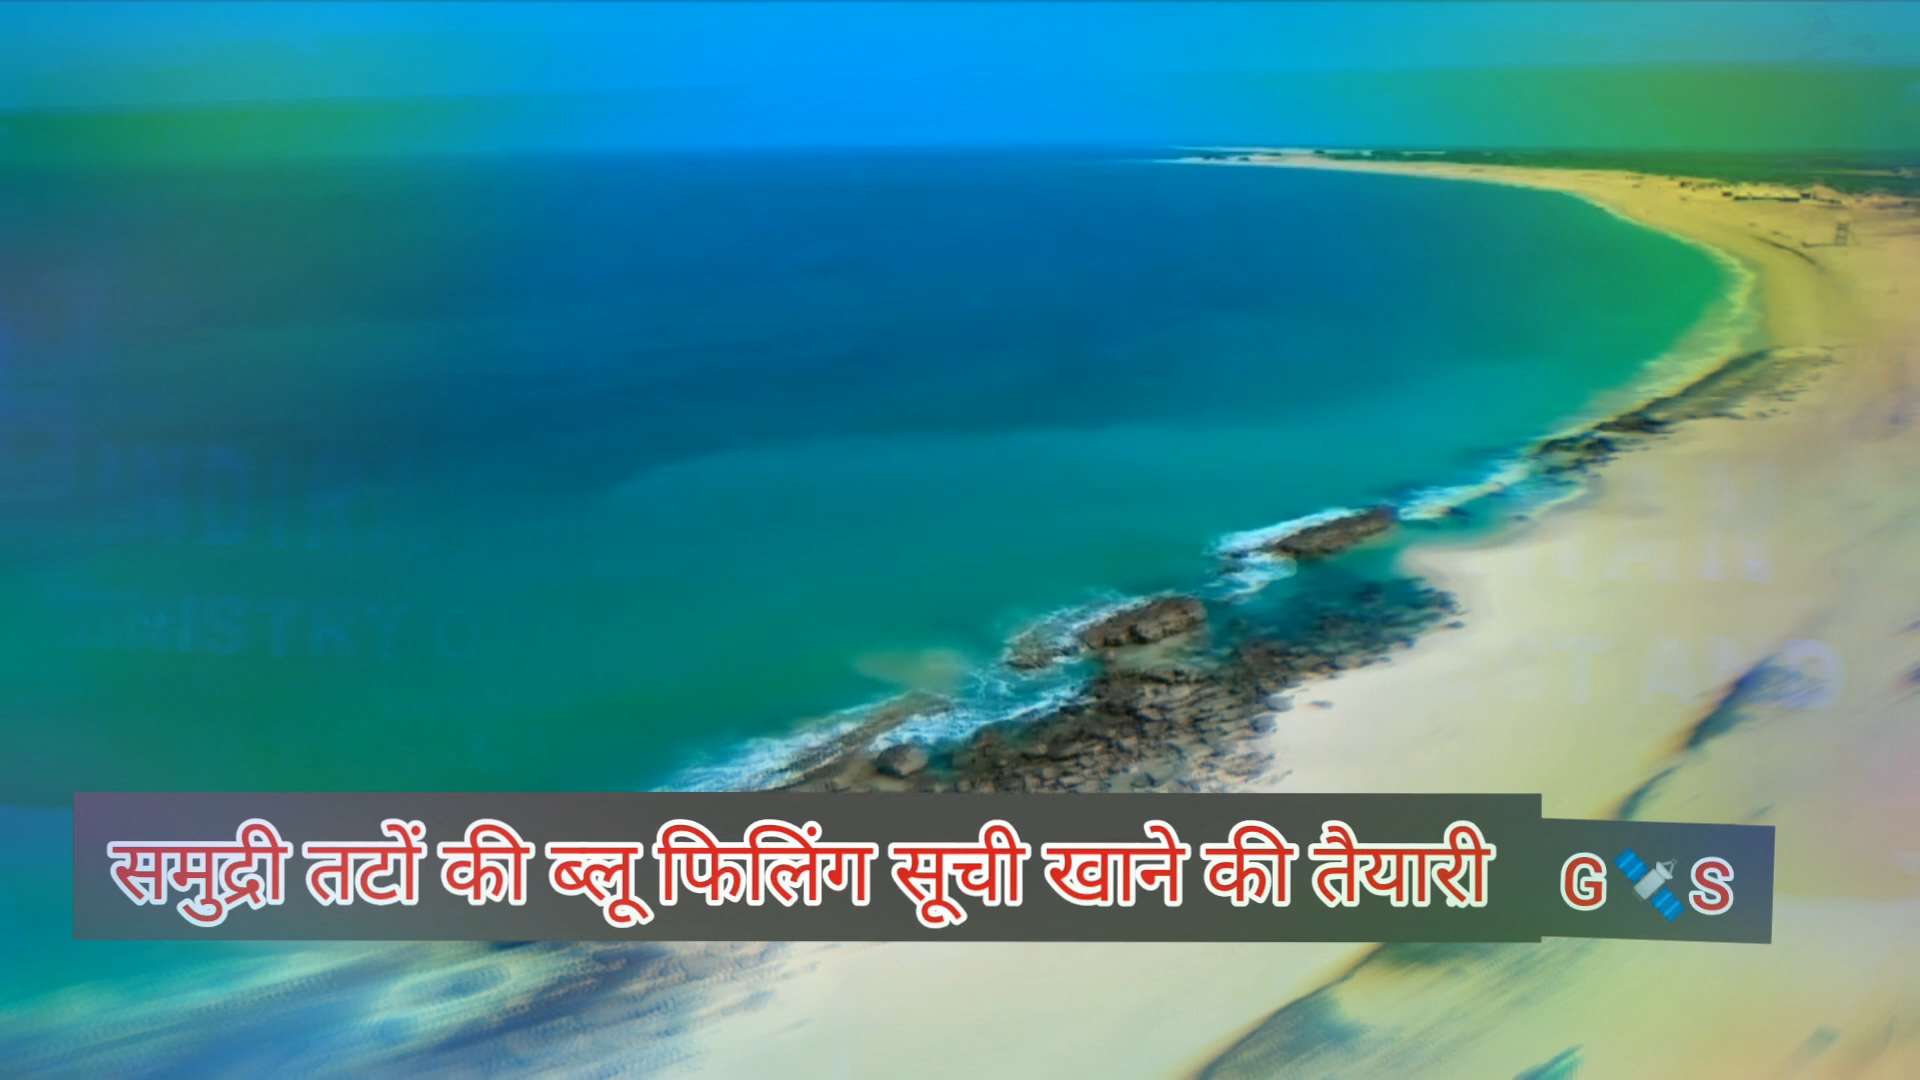 समुद्री तटों की ब्लू फिलिंग सूची खाने की तैयारी G🛰️S